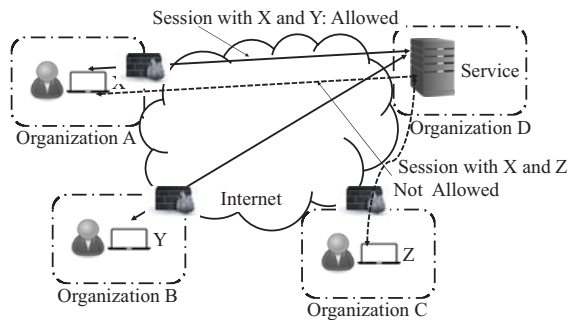 Session with X and Y: Allowed
X
Service
Organization A
Organization D
Session with X and Z
Not Allowed
Internet
Y
Z
Organization B
Organization C